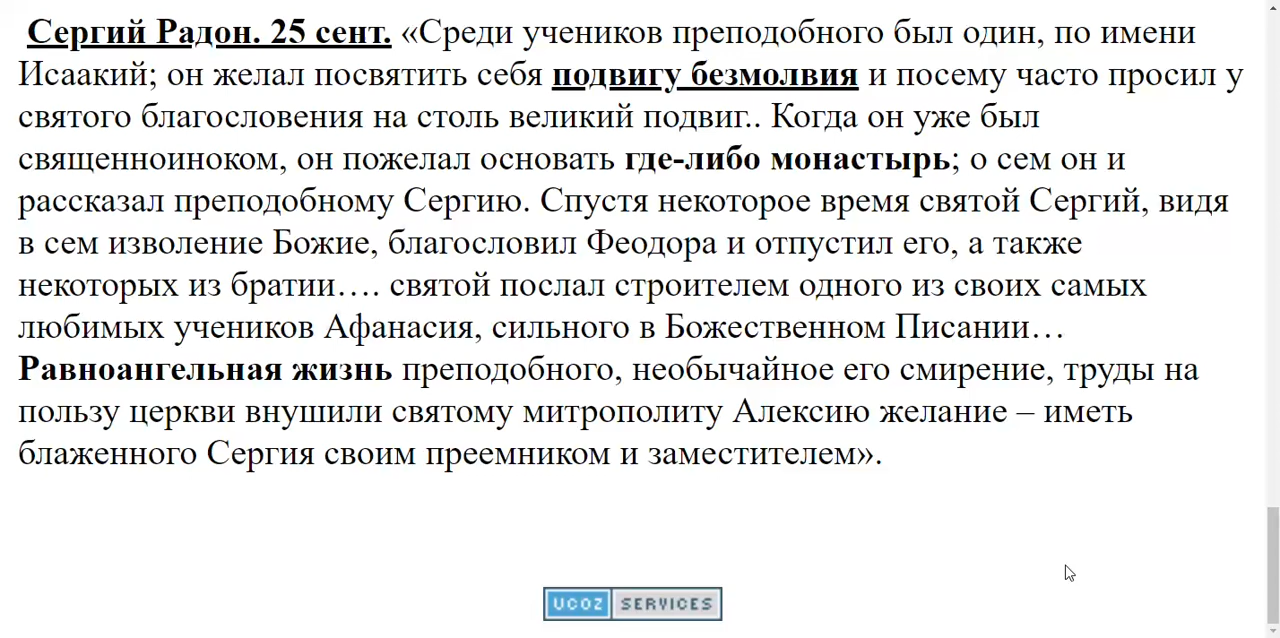 Сергий Радон. 25 сент. «Среди учеников преподобного был один, по имени
Исаакий; он желал посвятить себя подвигу безмолвия и посему часто просил у
святого благословения на столь великий подвиг.. Когда он уже был
священноиноком, он пожелал основать где-либо монастырь; о сем он и
рассказал преподобному Сергию. Спустя некоторое время святой Сергий, видя
в сем изволение Божие, благословил Феодора и отпустил его, а также
некоторых из братии…. святой послал строителем одного из своих самых
любимых учеников Афанасия, сильного в Божественном Писании…
Равноангельная жизнь преподобного, необычайное его смирение, труды на
пользу церкви внушили святому митрополиту Алексию желание – иметь
блаженного Сергия своим преемником и заместителем».
UCOZ SERVICES